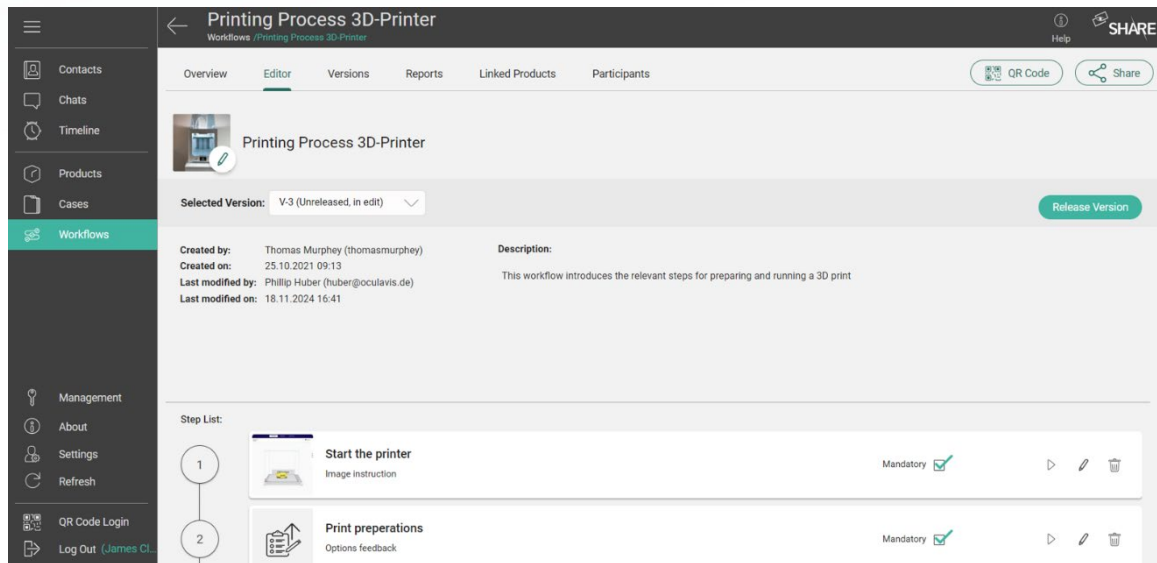 Printing Process 3D-Printer
Workflows /Printing Process 3D-Printer
Help
SHARE
Contacts
Chats
Timeline
Products
Cases
Workflows
Management
About
Settings
Refresh
QR Code Login
Log Out (James Cl...
Overview Editor Versions Reports Linked Products Participants
QR Code Share
Printing Process 3D-Printer
Selected Version: V-3 (Unreleased, in edit)
Release Version
Created by: Thomas Murphey (thomasmurphey)
Created on: 25.10.2021 09:13
Last modified by: Phillip Huber (huber@oculavis.de)
Last modified on: 18.11.2024 16:41
Description:
This workflow introduces the relevant steps for preparing and running a 3D print
Step List:
1
Start the printer
Image instruction
Mandatory
2
Print preperations
Options feedback
Mandatory